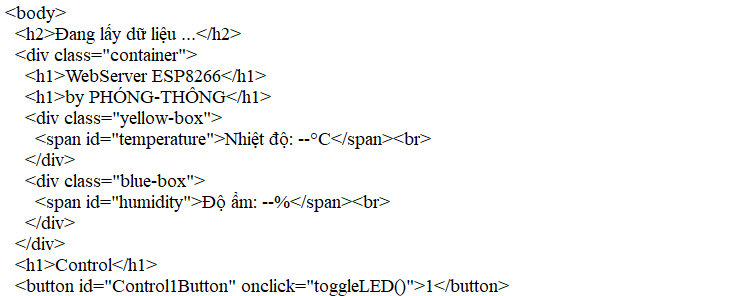 <body>
<h2>Đang lấy dữ liệu ...</h2>
<div class="container">
<h1>WebServer ESP8266</h1>
<h1>by PHÓNG-THÔNG</h1>
<div class="yellow-box">
<span id="temperature">Nhiệt độ: --°C</span><br>
</div>
<div class="blue-box">
<span id="humidity">Độ ẩm: --%</span><br>
</div>
</div>
<h1>Control</h1>
<button id="Control1Button" onclick="toggleLED()">1</button>